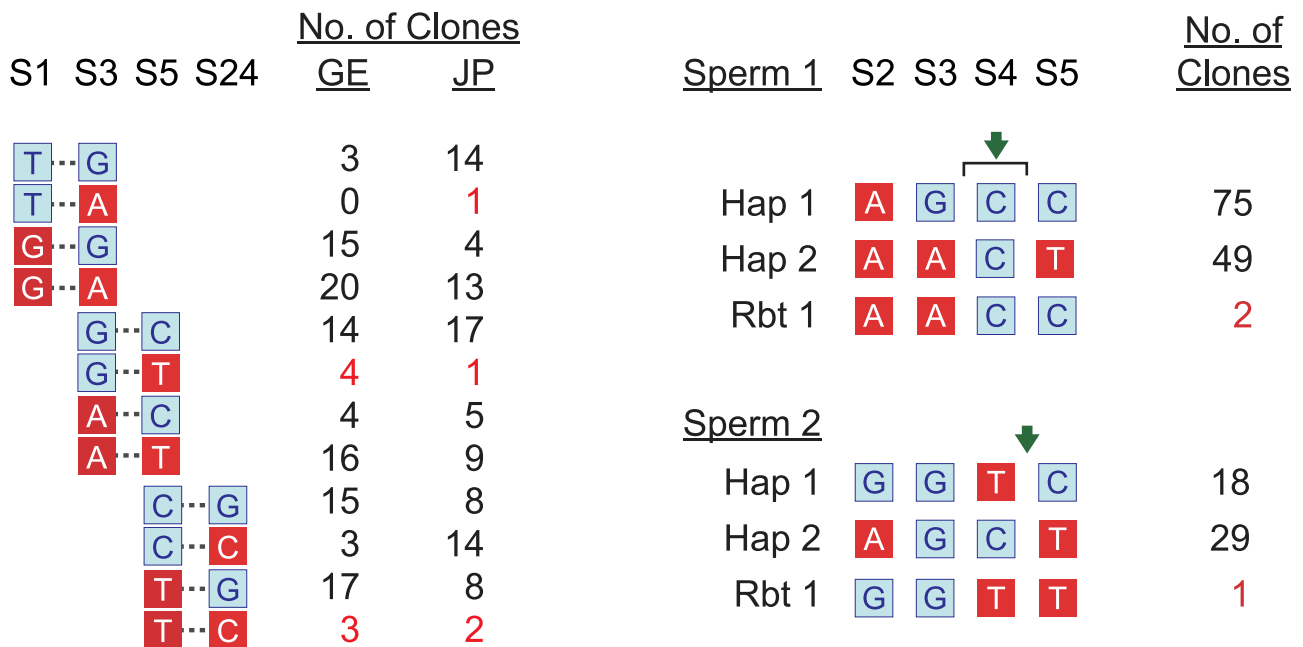 No. of Clones
S1 S3 S5 S24 GE JP
T G 3 14
T A 0 1
G G 15 4
G A 20 13
G C 14 17
G T 4 1
A C 4 5
A T 16 9
C G 15 8
C C 3 14
T G 17 8
T C 3 2
No. of
Sperm 1 S2 S3 S4 S5 Clones
Hap 1 A G C C 75
Hap 2 A A C T 49
Rbt 1 A A C C 2
Sperm 2
Hap 1 G G T C 18
Hap 2 A G C T 29
Rbt 1 G G T T 1